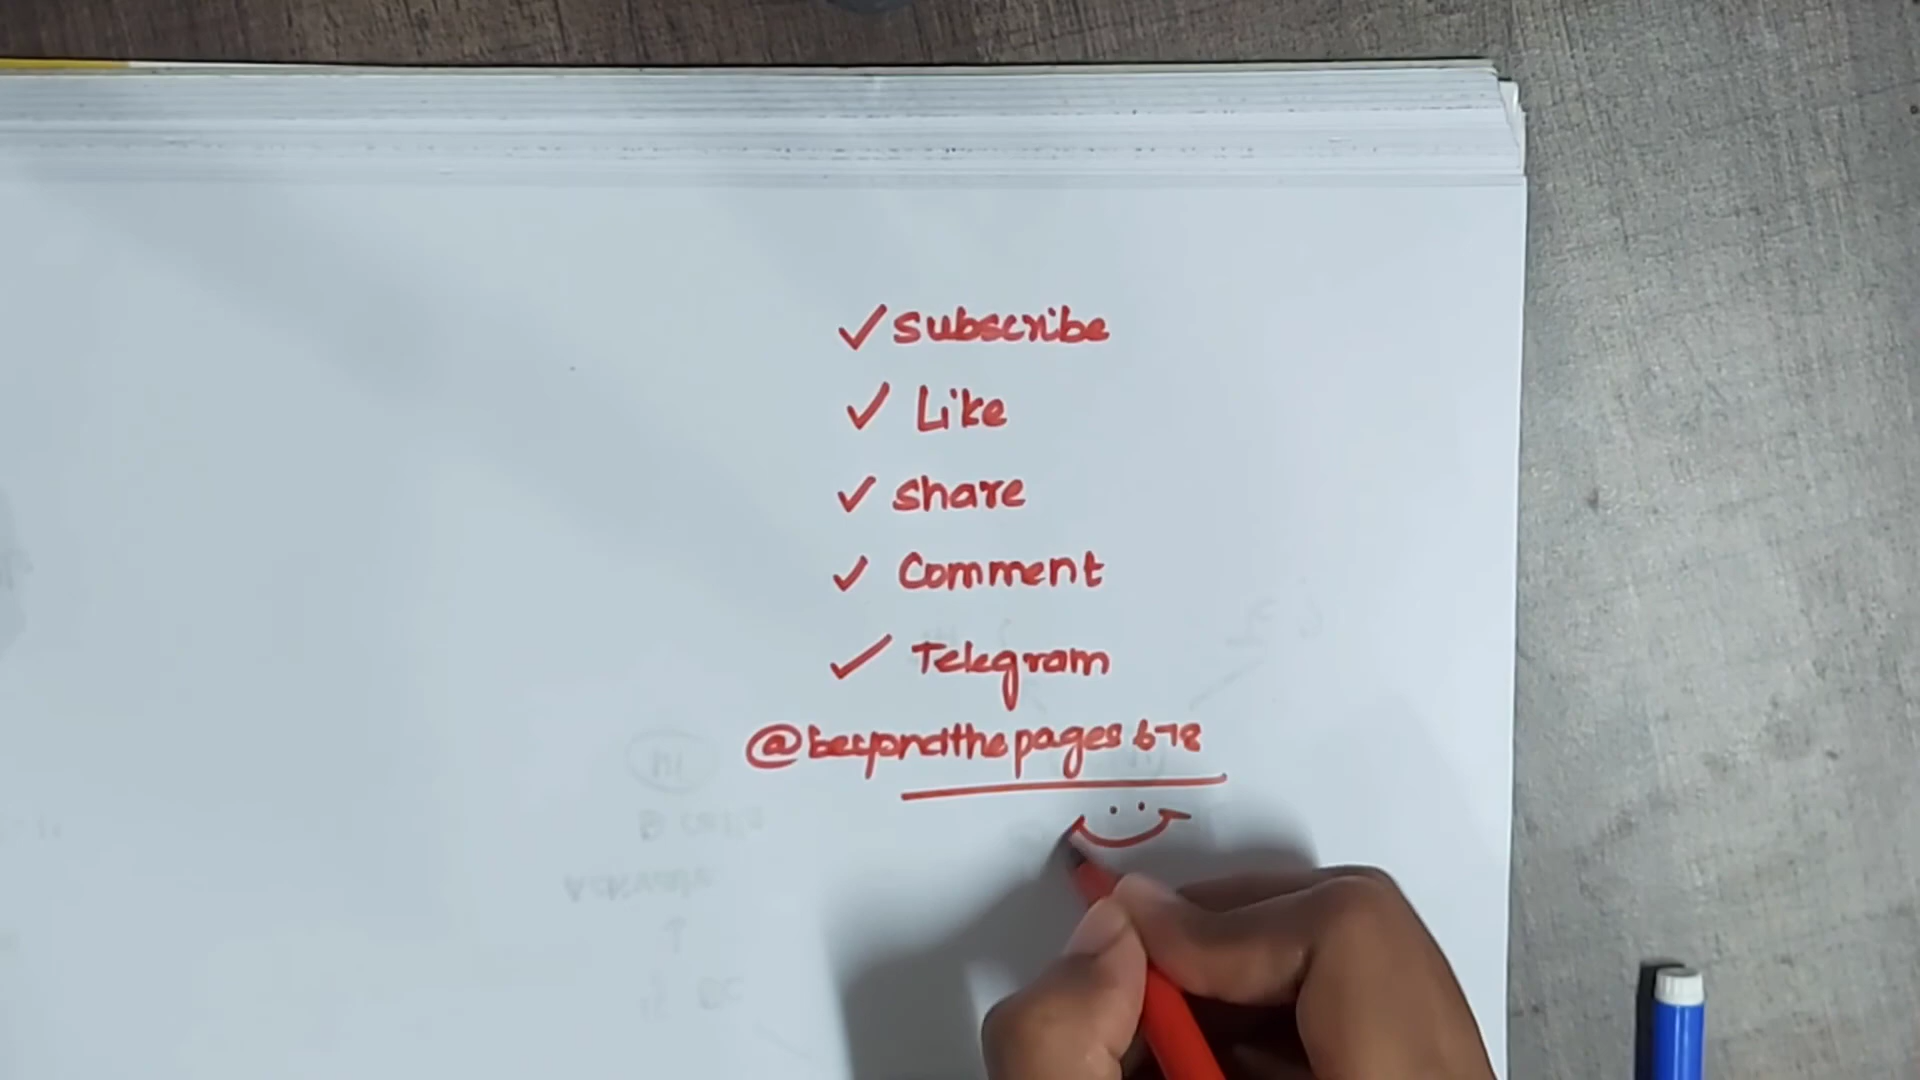 ✓ Subscribe
✓ Like
✓ Share
✓ Comment
✓ Telegram
@beyondthepages678